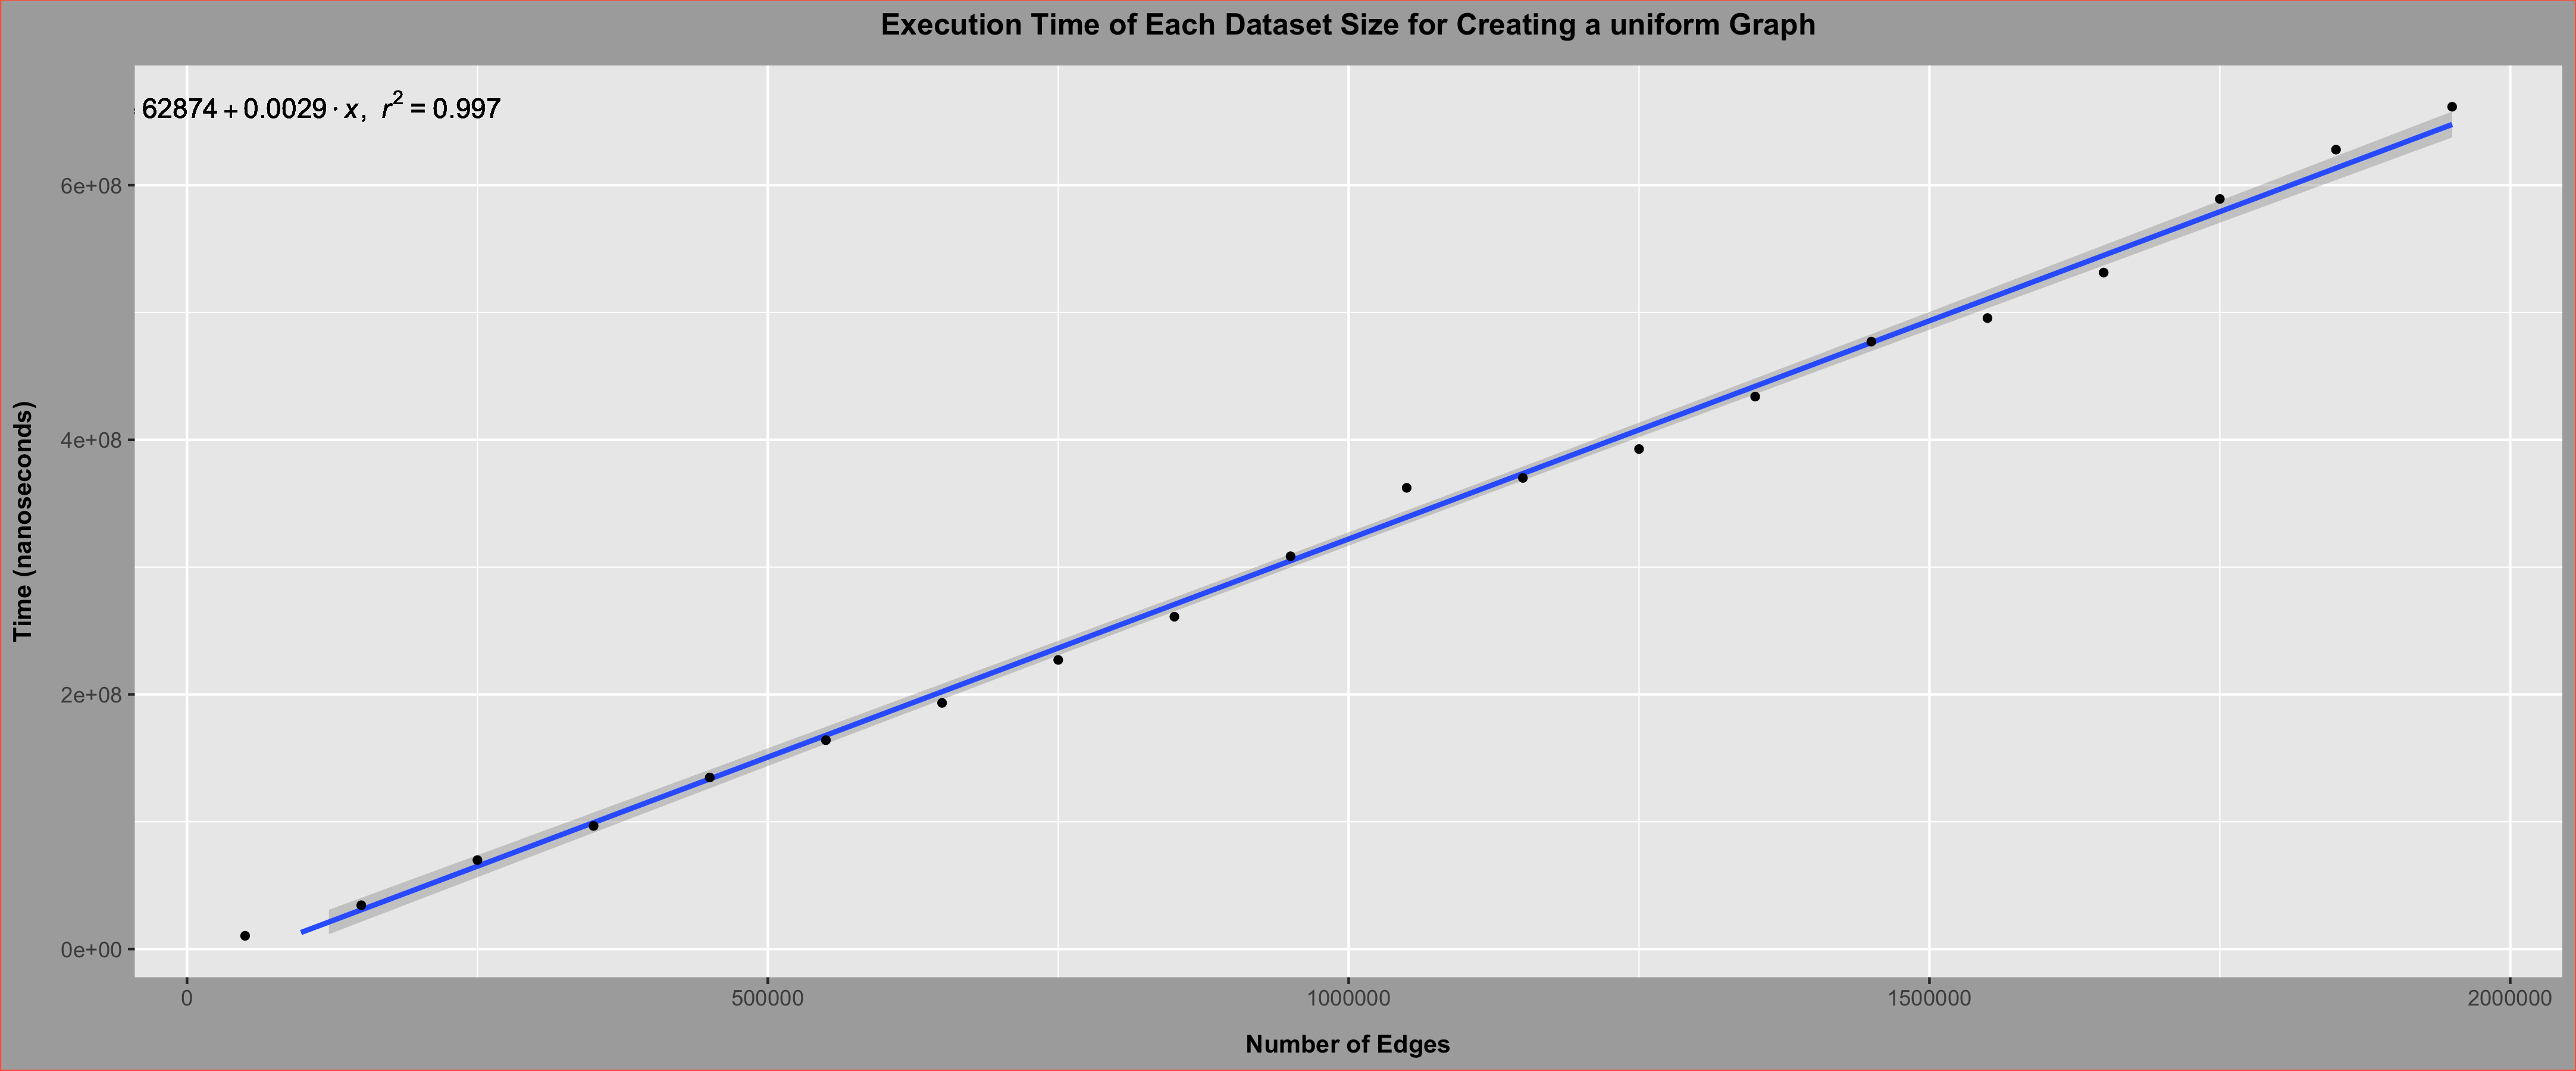 Execution Time of Each Dataset Size for Creating a uniform Graph
62874 + 0.0029 · x, r² = 0.997
6e+08
4e+08
2e+08
0e+00
Time (nanoseconds)
0 500000 1000000 1500000 2000000
Number of Edges